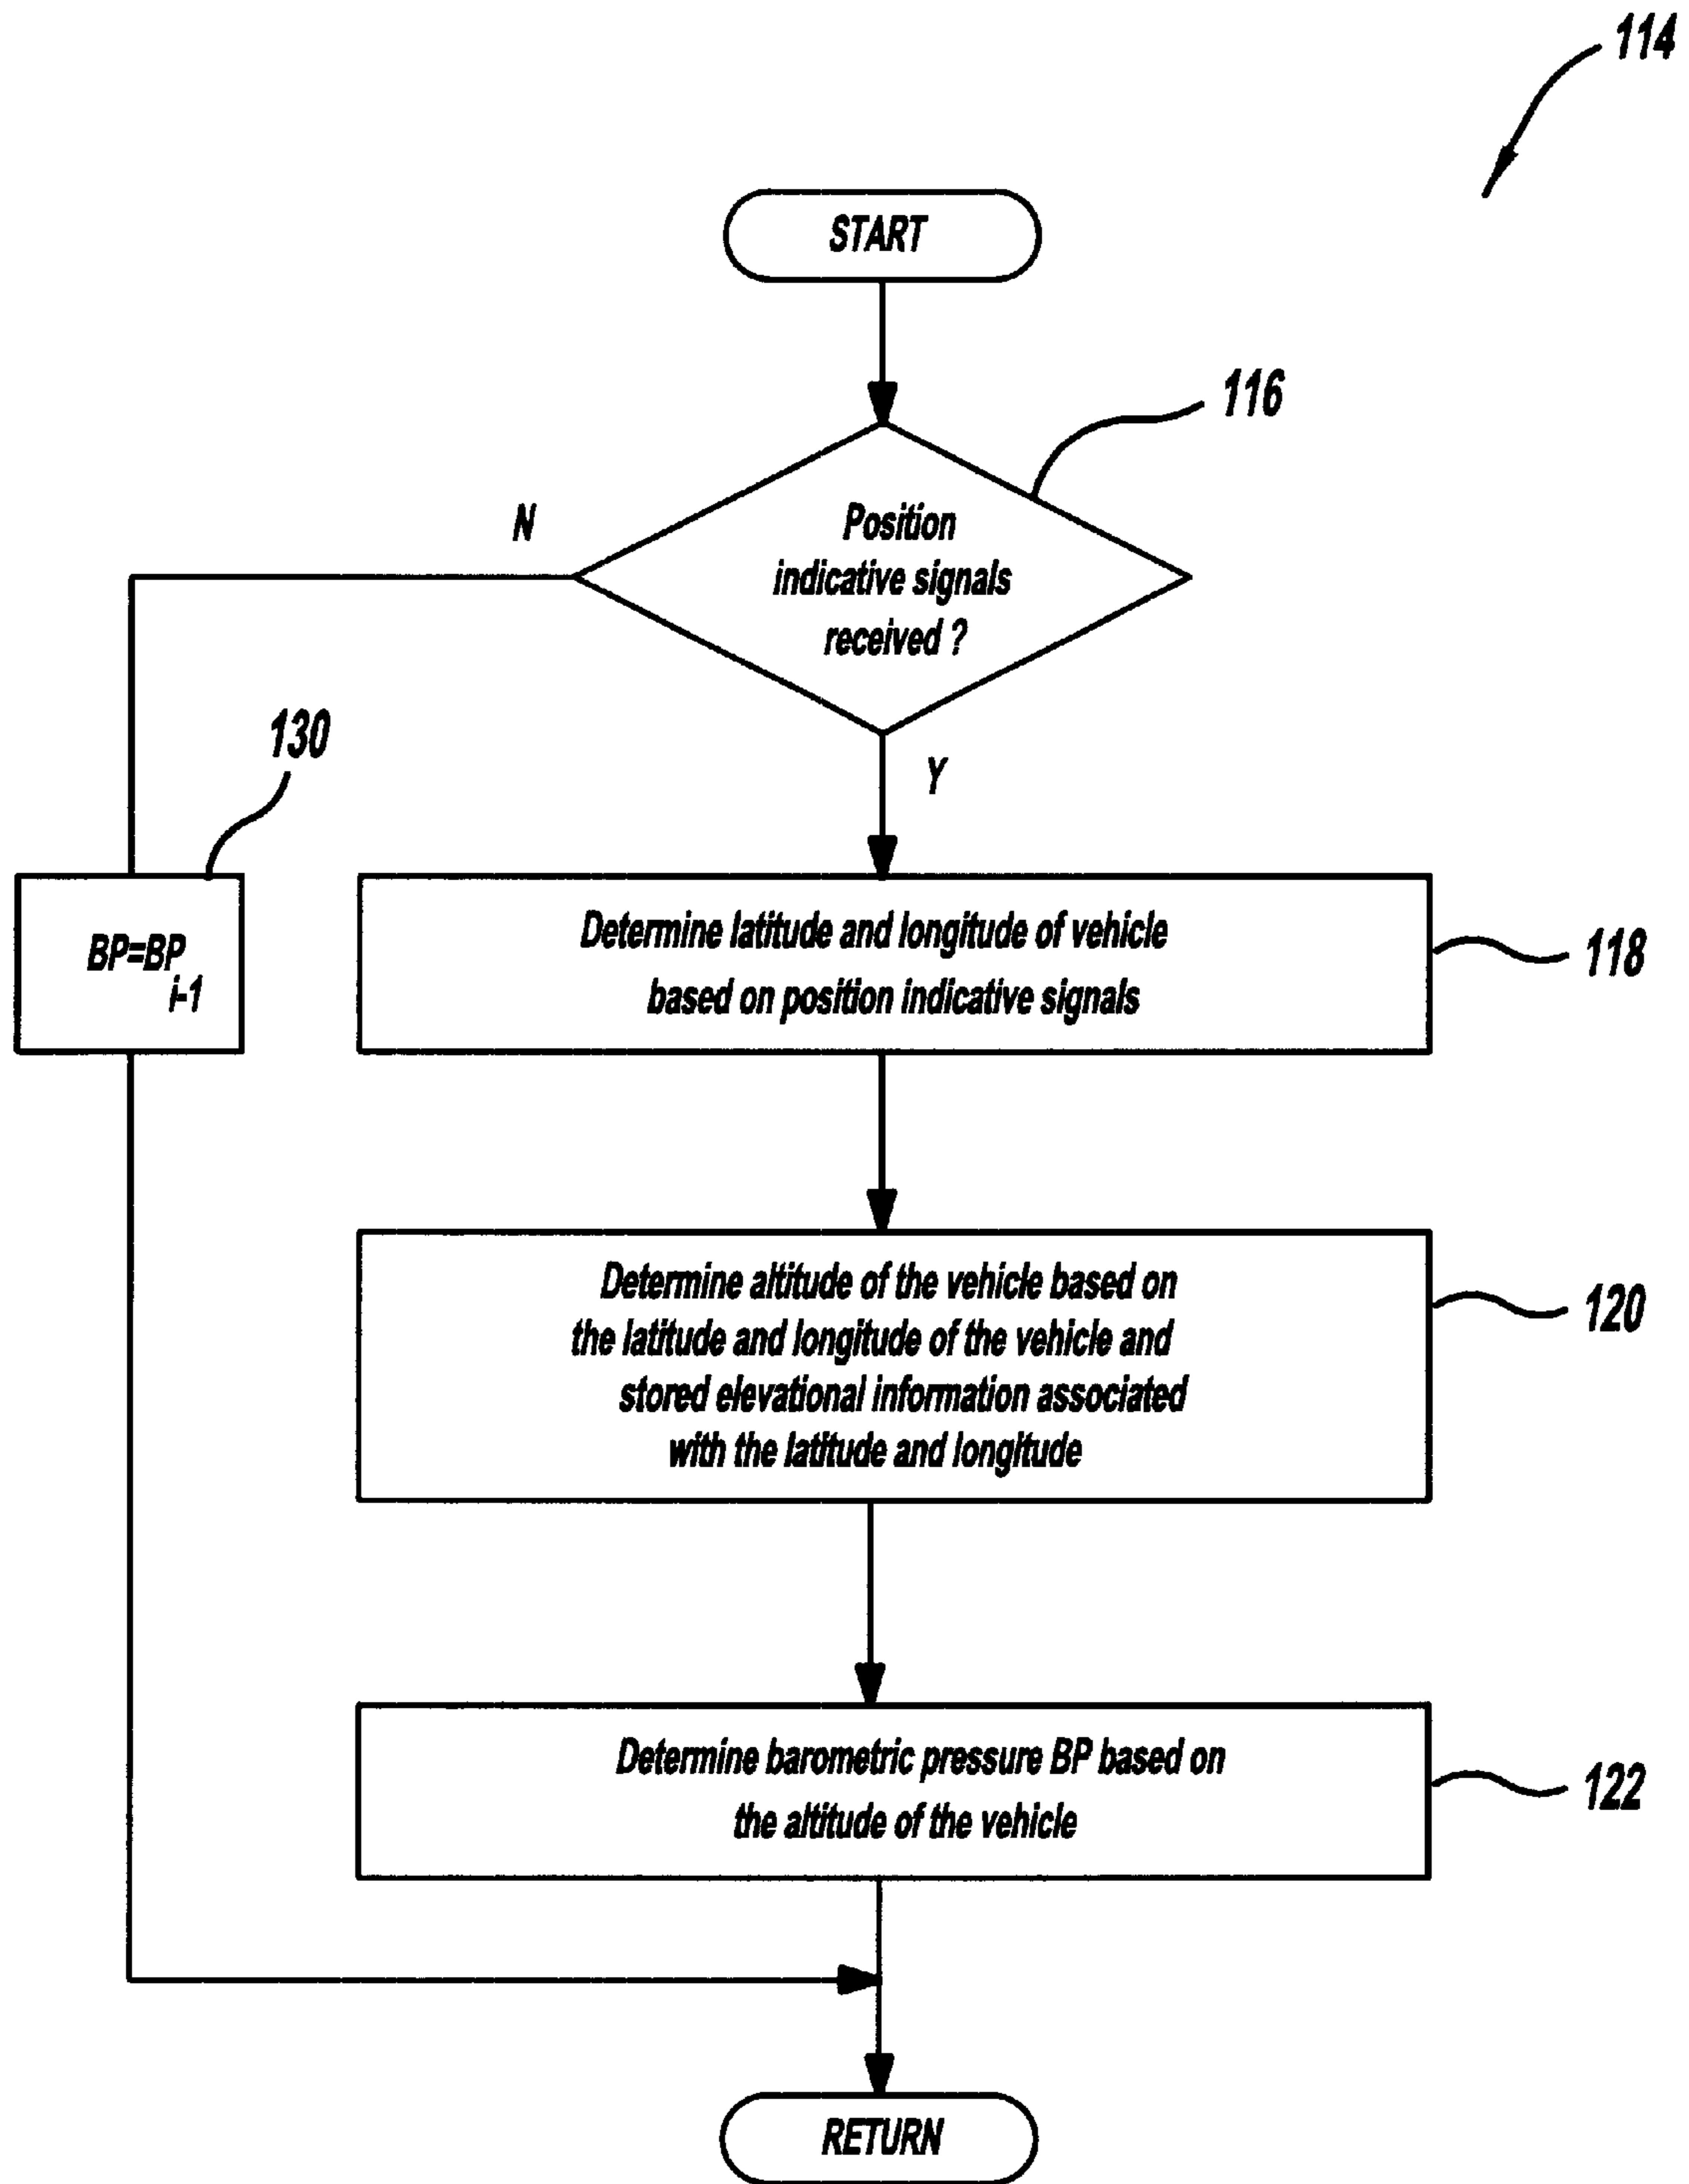 114
START
116
N
Position
indicative signals
received ?
130
Y
BP=BP
i-1
Determine latitude and longitude of vehicle
based on position indicative signals
118
Determine altitude of the vehicle based on
the latitude and longitude of the vehicle and
stored elevational information associated
with the latitude and longitude
120
Determine barometric pressure BP based on
the altitude of the vehicle
122
RETURN